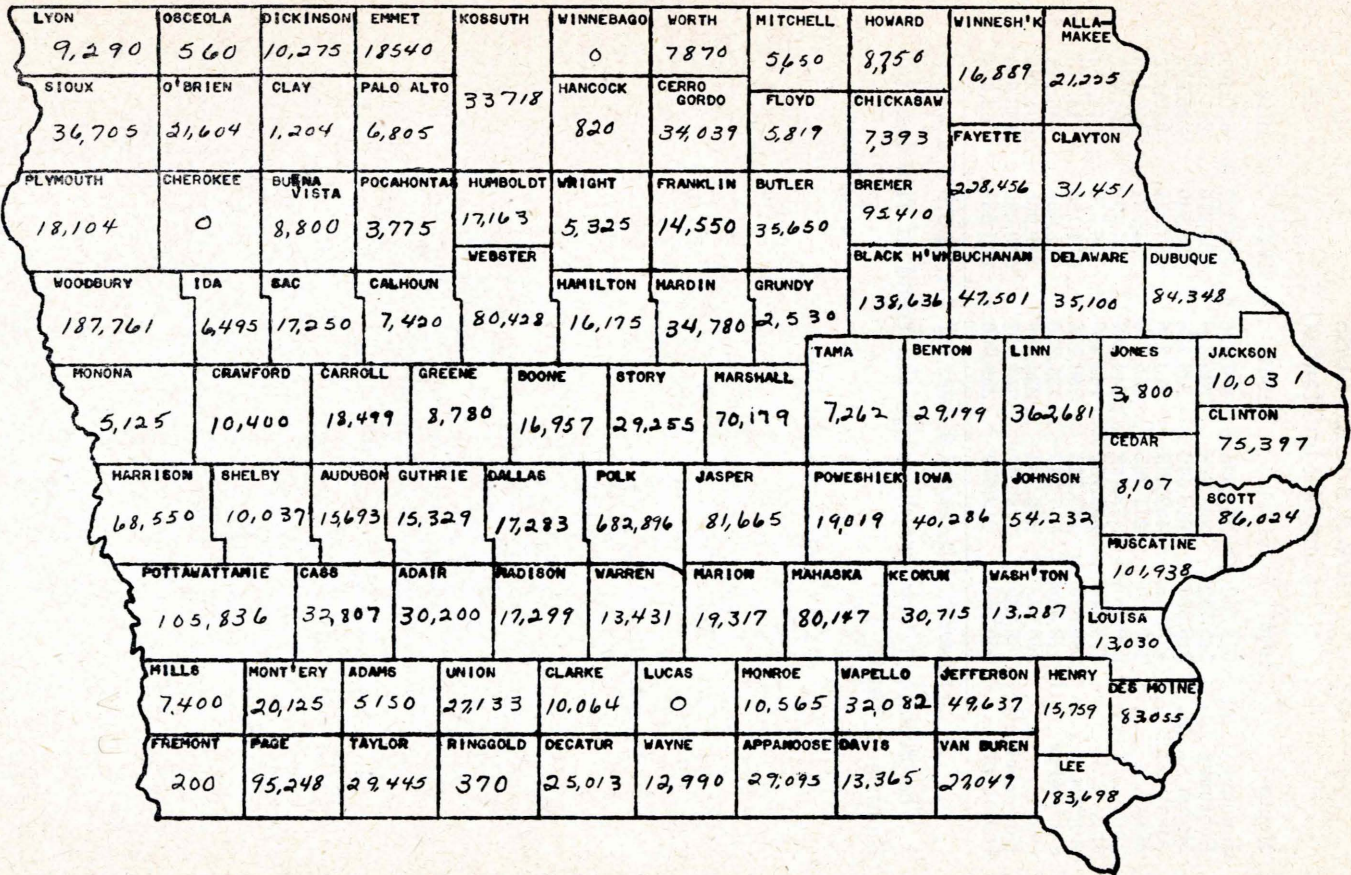 LYON OSCEOLA DICKINSON EMMET KOSSUTH WINNEBAGO WORTH MITCHELL HOWARD WINNESH'K ALLA-
MAKEE
9,290 560 10,275 18540 33718 0 7870 5,650 8,750 16,889 21,225
SIOUX O'BRIEN CLAY PALO ALTO HANCOCK CERRO
GORDO FLOYD CHICKASAW
36,705 21,604 1,204 6,805 820 34,039 5,819 7,393
FAYETTE CLAYTON
228,456 31,451
PLYMOUTH CHEROKEE BUENA
VISTA POCAHONTAS HUMBOLDT WRIGHT FRANKLIN BUTLER BREMER
18,104 0 8,800 3,775 17,163 5,325 14,550 35,650 95,410
WEBSTER BLACK H'WK BUCHANAN DELAWARE DUBUQUE
80,428 138,636 47,501 35,100 84,348
WOODBURY IDA SAC CALHOUN HAMILTON HARDIN GRUNDY
187,761 6,495 17,250 7,420 16,175 34,780 2,530
TAMA BENTON LINN JONES JACKSON
7,262 29,199 362,681 3,800 10,031
MONONA CRAWFORD CARROLL GREENE BOONE STORY MARSHALL
5,125 10,400 18,499 8,780 16,957 29,255 70,179
CLINTON
75,397
CEDAR
8,107
HARRISON SHELBY AUDUBON GUTHRIE DALLAS POLK JASPER POWESHIEK IOWA JOHNSON
68,550 10,037 15,693 15,329 17,283 682,896 81,665 19,019 40,286 54,232
SCOTT
86,024
MUSCATINE
101,938
POTTAWATTAMIE CASS ADAIR MADISON WARREN MARION MAHASKA KEOKUK WASH'TON
105,836 32,807 30,200 17,299 13,431 19,317 80,147 30,715 13,287
LOUISA
13,030
MILLS MONT'ERY ADAMS UNION CLARKE LUCAS MONROE WAPELLO JEFFERSON HENRY DES MOINE
7,400 20,125 5150 27,133 10,064 0 10,565 32,082 49,637 15,759 83,055
FREMONT PAGE TAYLOR RINGGOLD DECATUR WAYNE APPANOOSE DAVIS VAN BUREN LEE
200 95,248 29,445 370 25,013 12,990 29,095 13,365 27,049 183,698